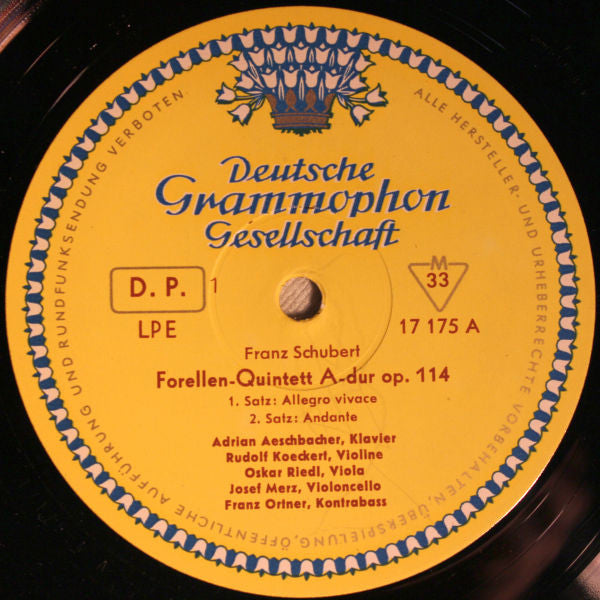 Deutsche
Grammophon
Gesellschaft
D. P. 1
LPE
M
33
17 175 A
Franz Schubert
Forellen-Quintett A-dur op. 114
1. Satz: Allegro vivace
2. Satz: Andante
Adrian Aeschbacher, Klavier
Rudolf Koeckert, Violine
Oskar Riedl, Viola
Josef Merz, Violoncello
Franz Ortner, Kontrabass
ALLE HERSTELLER- UND URHEBERRECHTE VORBEHALTEN, ÜBERSPIELUNG, ÖFFENTLICHE AUFFÜHRUNG UND RUNDFUNKSENDUNG VERBOTEN